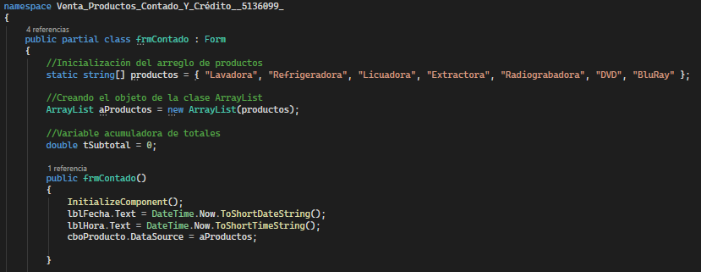 namespace Venta_Productos_Contado_Y_Crédito__5136099_
{
4 referencias
public partial class frmContado : Form
{
//Inicialización del arreglo de productos
static string[] productos = { "Lavadora", "Refrigeradora", "Licuadora", "Extractora", "Radiograbadora", "DVD", "BluRay" };
//Creando el objeto de la clase ArrayList
ArrayList aProductos = new ArrayList(productos);
//Variable acumuladora de totales
double tSubtotal = 0;
1 referencia
public frmContado()
{
InitializeComponent();
lblFecha.Text = DateTime.Now.ToShortDateString();
lblHora.Text = DateTime.Now.ToShortTimeString();
cboProducto.DataSource = aProductos;
}